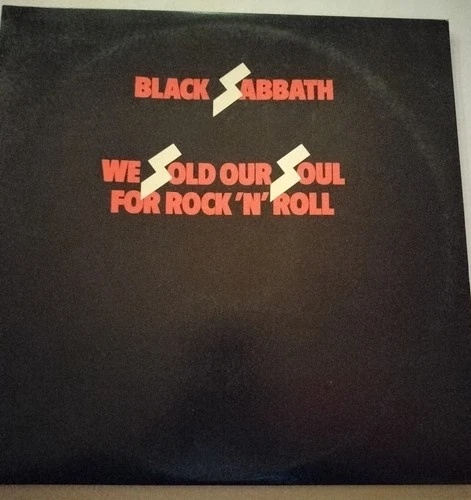 BLACK SABBATH
WE SOLD OUR SOUL
FOR ROCK 'N' ROLL